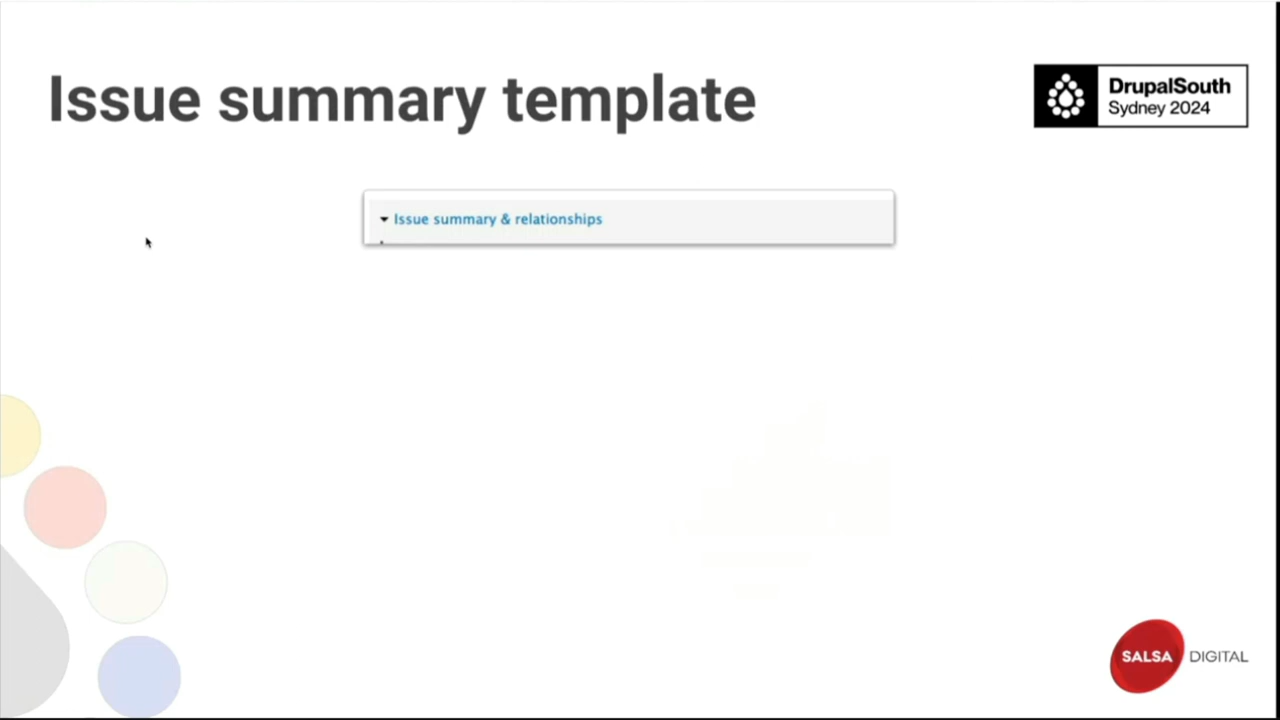 Issue summary template
DrupalSouth
Sydney 2024
Issue summary & relationships
SALSA DIGITAL